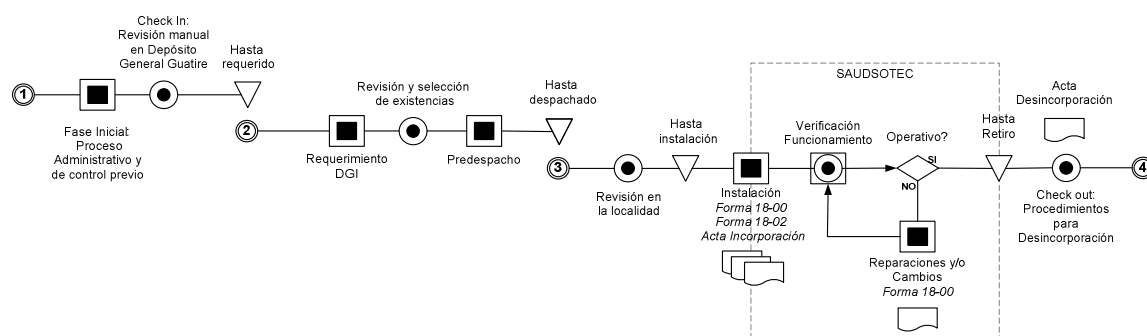 1
Fase Inicial:
Proceso
Administrativo y
de control previo
Check In:
Revisión manual
en Depósito
General Guatire
Hasta
requerido
2
Requerimiento
DGI
Revisión y selección
de existencias
Predespacho
Hasta
despachado
3
Revisión en
la localidad
Hasta
instalación
SAUDSOTEC
Instalación
Forma 18-00
Forma 18-02
Acta Incorporación
Verificación
Funcionamiento
Operativo?
SI
NO
Reparaciones y/o
Cambios
Forma 18-00
Hasta
Retiro
Acta
Desincorporación
Check out:
Procedimientos
para
Desincorporación
4